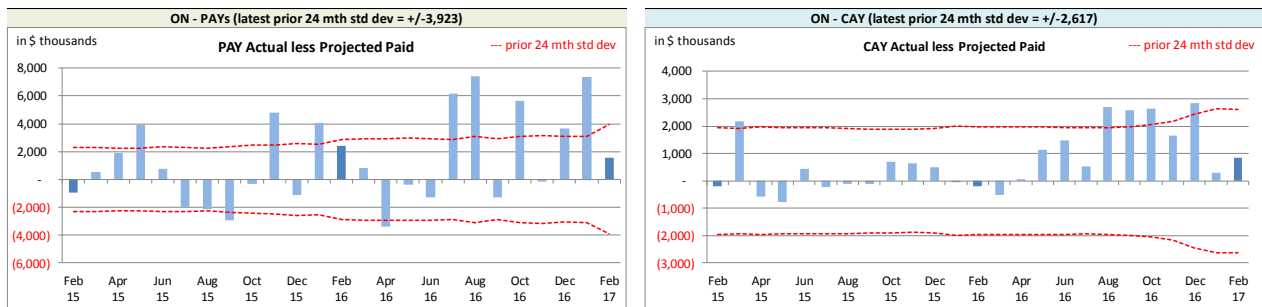 ON - PAYs (latest prior 24 mth std dev = +/-3,923)
in $ thousands
PAY Actual less Projected Paid
--- prior 24 mth std dev
8,000
6,000
4,000
2,000
-
(2,000)
(4,000)
(6,000)
Feb Apr Jun Aug Oct Dec Feb Apr Jun Aug Oct Dec Feb
15 15 15 15 15 15 16 16 16 16 16 16 17
ON - CAY (latest prior 24 mth std dev = +/-2,617)
in $ thousands
CAY Actual less Projected Paid
--- prior 24 mth std dev
4,000
3,000
2,000
1,000
-
(1,000)
(2,000)
(3,000)
Feb Apr Jun Aug Oct Dec Feb Apr Jun Aug Oct Dec Feb
15 15 15 15 15 15 16 16 16 16 16 16 17